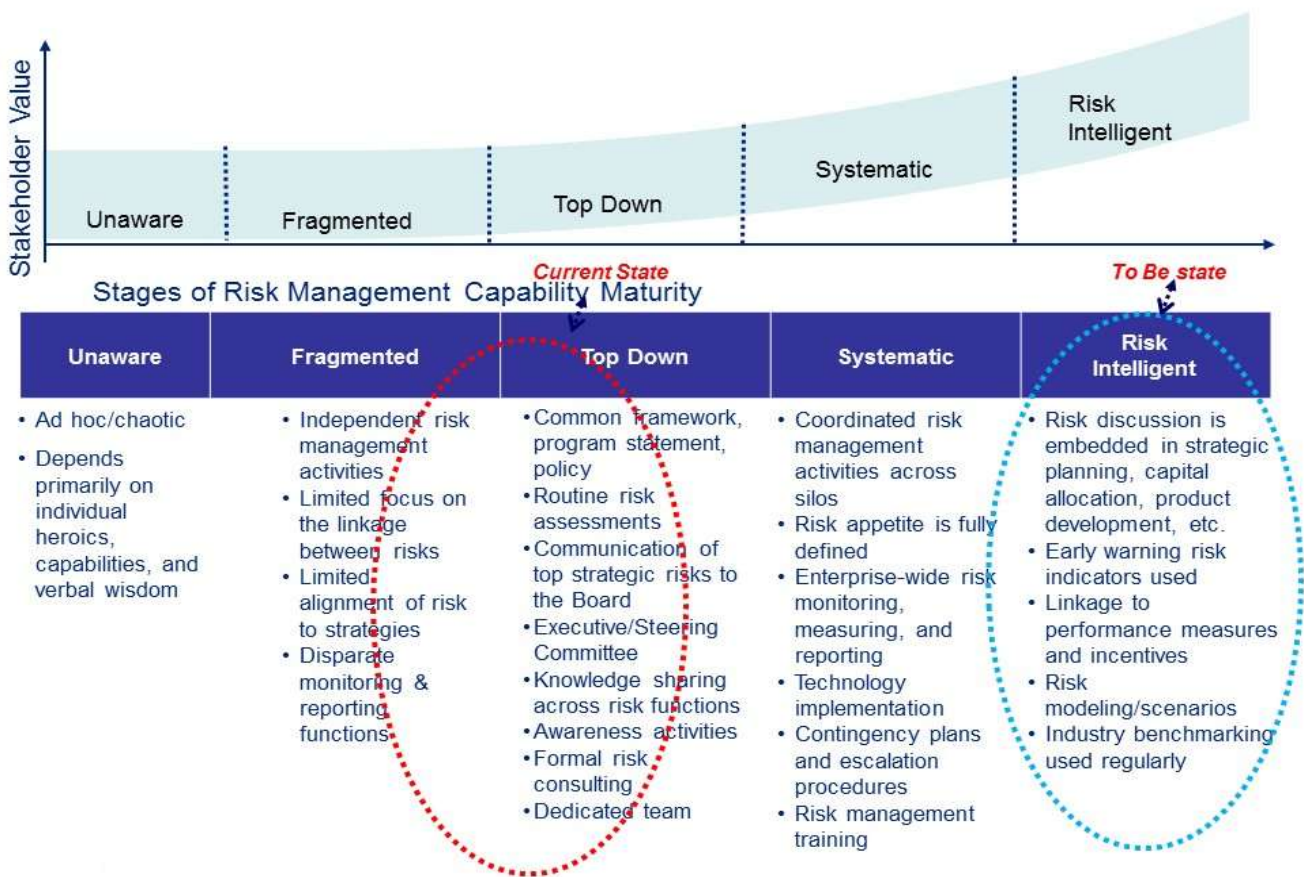 Stakeholder Value
Unaware
Fragmented
Top Down
Systematic
Risk
Intelligent
Current State
To Be state
Stages of Risk Management Capability Maturity
Unaware
Fragmented
Top Down
Systematic
Risk
Intelligent
• Ad hoc/chaotic
• Depends
primarily on
individual
heroics,
capabilities, and
verbal wisdom
• Independent risk
management
activities
• Limited focus on
the linkage
between risks
• Limited
alignment of risk
to strategies
• Disparate
monitoring &
reporting
functions
• Common framework,
program statement,
policy
• Routine risk
assessments
• Communication of
top strategic risks to
the Board
• Executive/Steering
Committee
• Knowledge sharing
across risk functions
• Awareness activities
• Formal risk
consulting
• Dedicated team
• Coordinated risk
management
activities across
silos
• Risk appetite is fully
defined
• Enterprise-wide risk
monitoring,
measuring, and
reporting
• Technology
implementation
• Contingency plans
and escalation
procedures
• Risk management
training
• Risk discussion is
embedded in strategic
planning, capital
allocation, product
development, etc.
• Early warning risk
indicators used
• Linkage to
performance measures
and incentives
• Risk
modeling/scenarios
• Industry benchmarking
used regularly